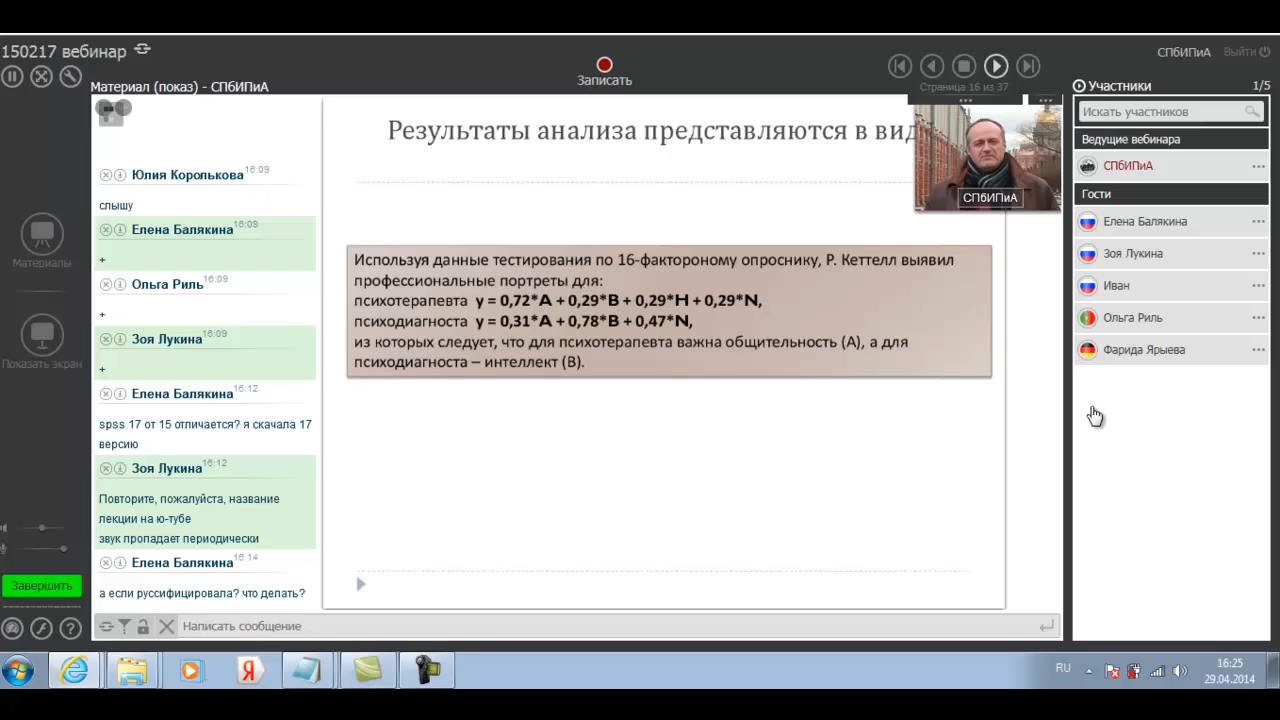 150217 вебинар
СПбИПиА
Выйти
Записать
Страница 16 из 37
Материал (показ) - СПбИПиА
Участники
1/5
Искать участников
Ведущие вебинара
СПбИПиА
Гости
Елена Балякина
Зоя Лукина
Иван
Ольга Риль
Фарида Ярыева
Материалы
Показать экран
Завершить
Юлия Королькова 16:09
слышу
Елена Балякина 16:09
+
Ольга Риль 16:09
+
Зоя Лукина 16:09
+
Елена Балякина 16:12
spss 17 от 15 отличается? я скачала 17
версию
Зоя Лукина 16:12
Повторите, пожалуйста, название
лекции на ю-тубе
звук пропадает периодически
Елена Балякина 16:14
а если руссифицировала? что делать?
Результаты анализа представляются в
СПбИПиА
Используя данные тестирования по 16-факторному опроснику, Р. Кеттелл выявил
профессиональные портреты для:
психотерапевта y = 0,72*A + 0,29*B + 0,29*H + 0,29*N,
психодиагноста y = 0,31*A + 0,78*B + 0,47*N,
из которых следует, что для психотерапевта важна общительность (А), а для
психодиагноста – интеллект (В).
Написать сообщение
RU
16:25
29.04.2014